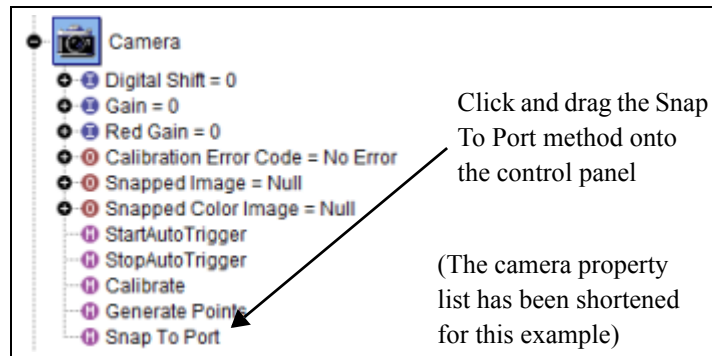 Camera
Digital Shift = 0
Gain = 0
Red Gain = 0
Calibration Error Code = No Error
Snapped Image = Null
Snapped Color Image = Null
StartAutoTrigger
StopAutoTrigger
Calibrate
Generate Points
Snap To Port
Click and drag the Snap
To Port method onto
the control panel
(The camera property
list has been shortened
for this example)